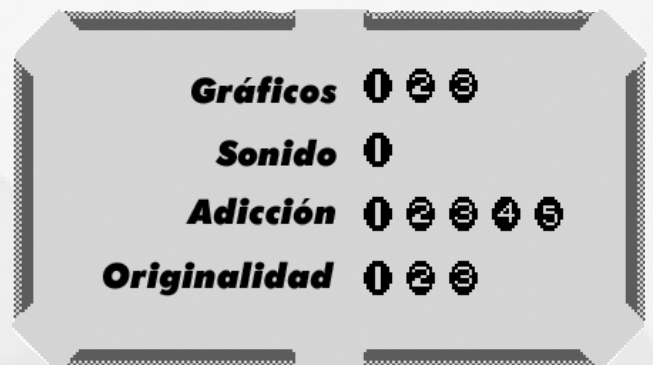 Gráficos 1 2 3
Sonido 1
Adicción 1 2 3 4 5
Originalidad 1 2 3